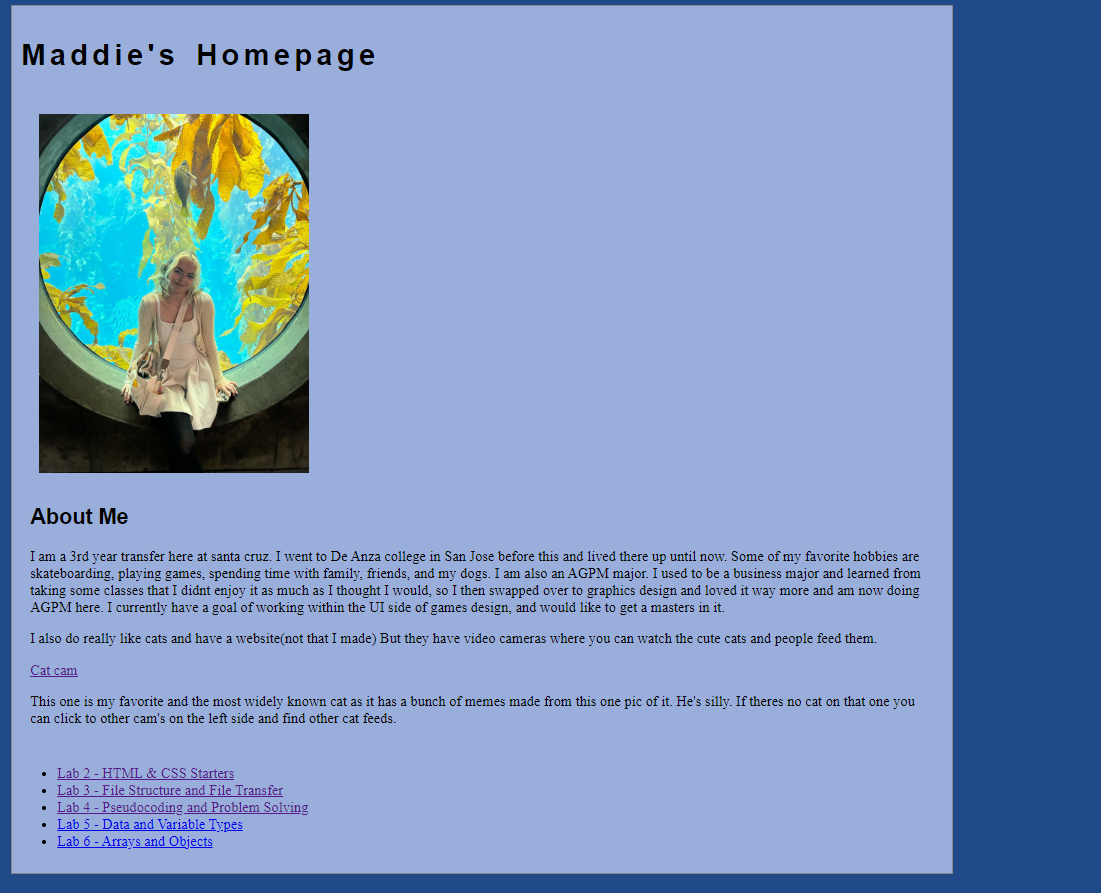 Maddie's Homepage
About Me
I am a 3rd year transfer here at santa cruz. I went to De Anza college in San Jose before this and lived there up until now. Some of my favorite hobbies are
skateboarding, playing games, spending time with family, friends, and my dogs. I am also an AGPM major. I used to be a business major and learned from
taking some classes that I didnt enjoy it as much as I thought I would, so I then swapped over to graphics design and loved it way more and am now doing
AGPM here. I currently have a goal of working within the UI side of games design, and would like to get a masters in it.
I also do really like cats and have a website(not that I made) But they have video cameras where you can watch the cute cats and people feed them.
Cat cam
This one is my favorite and the most widely known cat as it has a bunch of memes made from this one pic of it. He's silly. If theres no cat on that one you
can click to other cam's on the left side and find other cat feeds.
Lab 2 - HTML & CSS Starters
Lab 3 - File Structure and File Transfer
Lab 4 - Pseudocoding and Problem Solving
Lab 5 - Data and Variable Types
Lab 6 - Arrays and Objects